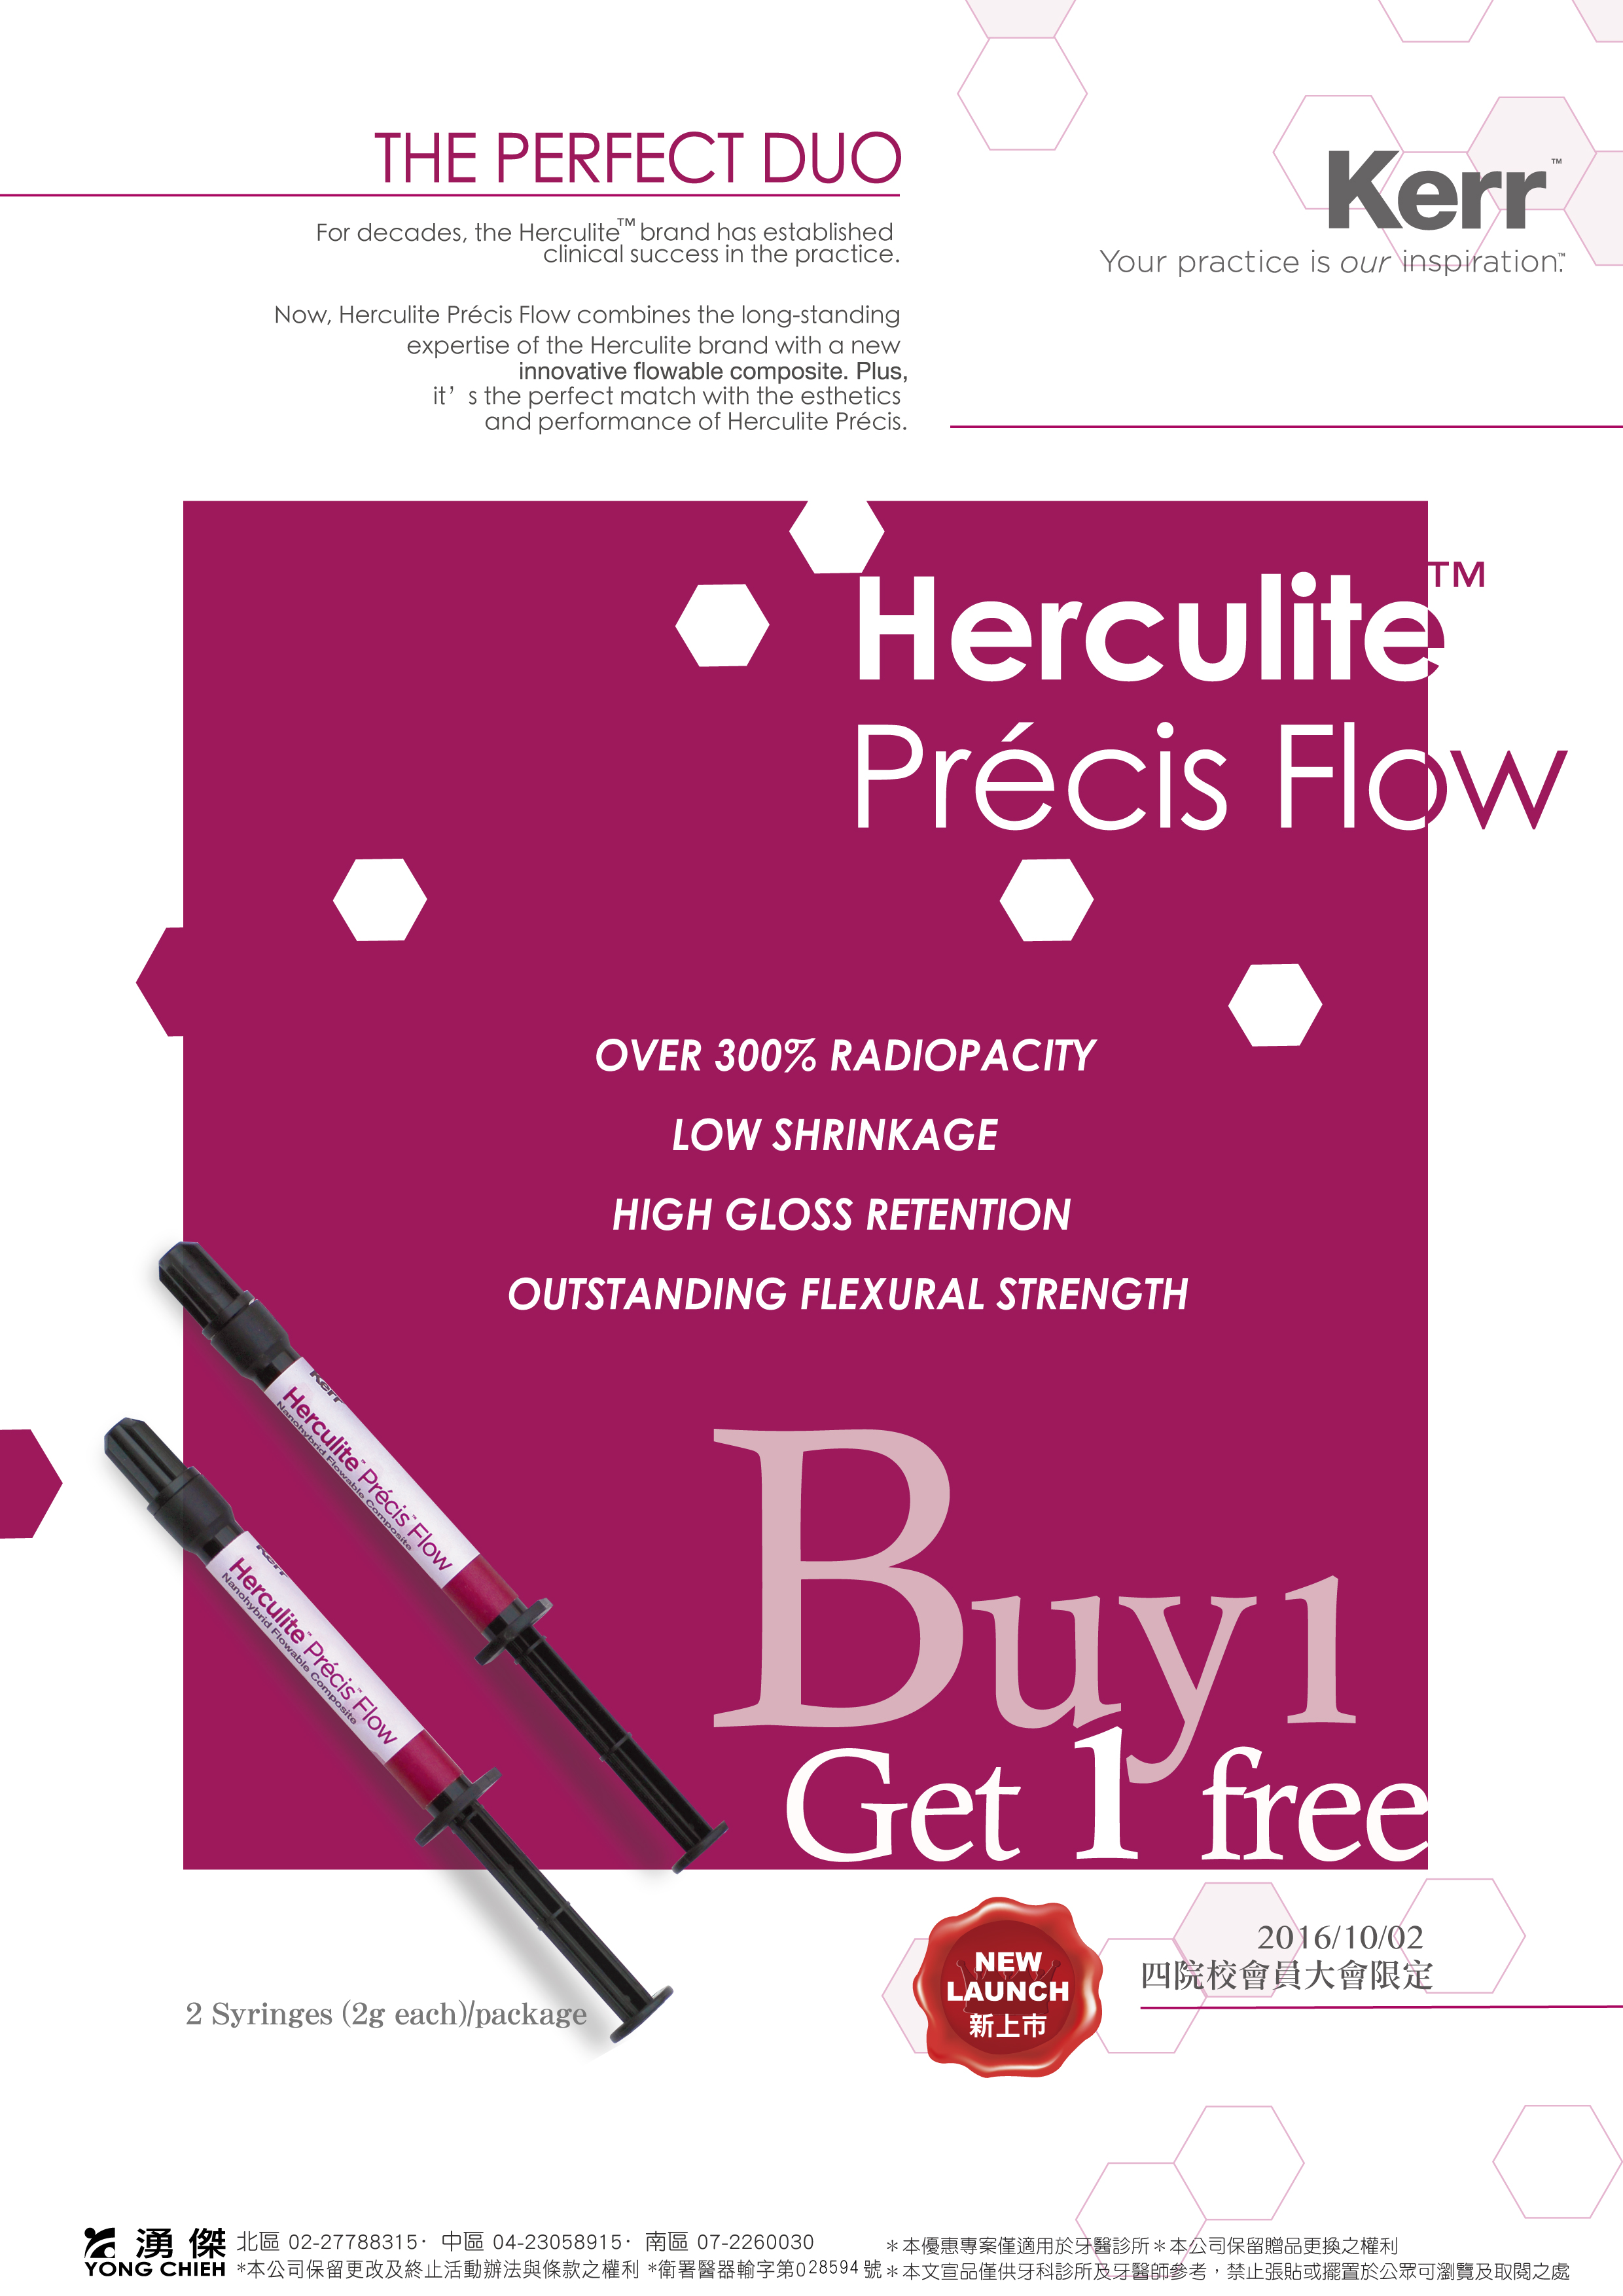 THE PERFECT DUO
For decades, the Herculite™ brand has established
clinical success in the practice.
Now, Herculite Précis Flow combines the long-standing
expertise of the Herculite brand with a new
innovative flowable composite. Plus,
it’ s the perfect match with the esthetics
and performance of Herculite Précis.
Kerr™
Your practice is our inspiration.™
Herculite™
Précis Flow
OVER 300% RADIOPACITY
LOW SHRINKAGE
HIGH GLOSS RETENTION
OUTSTANDING FLEXURAL STRENGTH
Kerr
Herculite™ Précis™ Flow
Nanohybrid Flowable Composite
Kerr
Herculite™ Précis™ Flow
Nanohybrid Flowable Composite
Buy 1
Get 1 free
2 Syringes (2g each)/package
NEW
LAUNCH
新上市
2016/10/02
四院校會員大會限定
湧傑
YONG CHIEH
北區 02-27788315· 中區 04-23058915· 南區 07-2260030
*本公司保留更改及終止活動辦法與條款之權利 *衛署醫器輸字第028594號
＊本優惠專案僅適用於牙醫診所＊本公司保留贈品更換之權利
＊本文宣品僅供牙科診所及牙醫師參考，禁止張貼或擺置於公眾可瀏覽及取閱之處